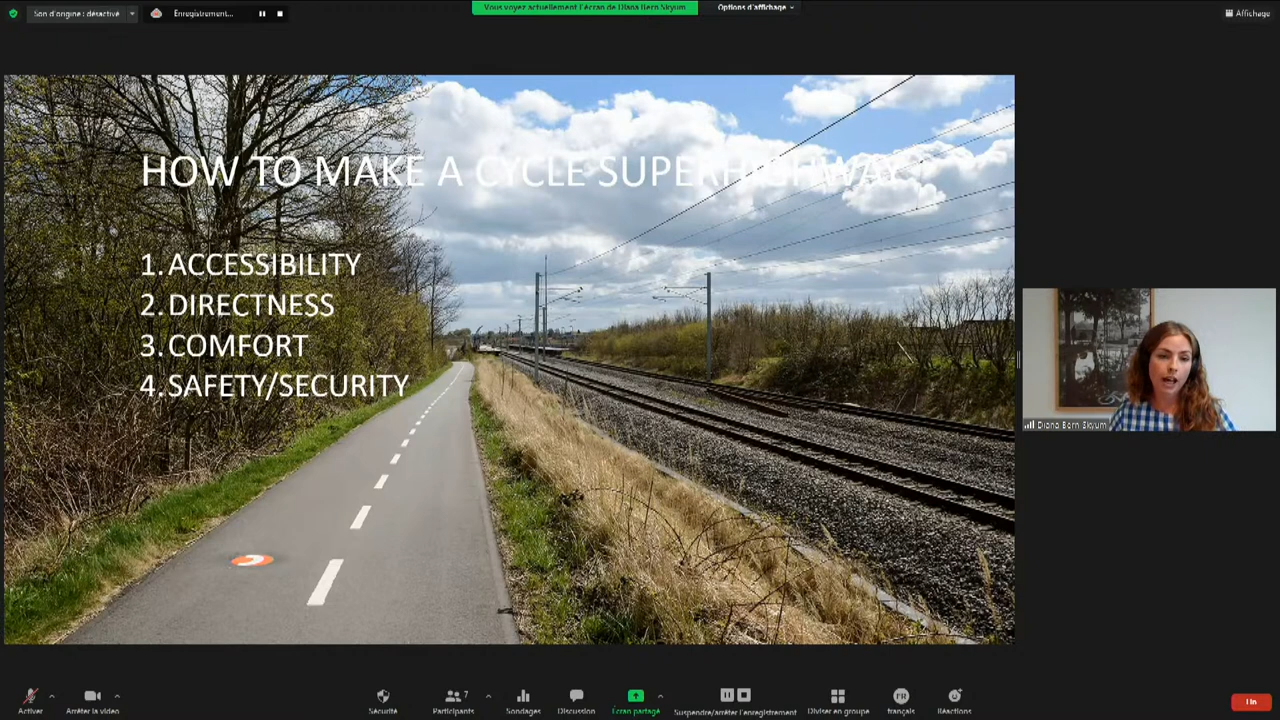 Son d'origine : désactivé
Enregistrement...
Vous voyez actuellement l'écran de Diana Bern Skyum
Options d'affichage
Affichage
HOW TO MAKE A CYCLE SUPERHIGHWAY
1. ACCESSIBILITY
2. DIRECTNESS
3. COMFORT
4. SAFETY/SECURITY
Diana Bern Skyum
Activer
Arrêter la vidéo
Sécurité
7
Participants
Sondages
Discussion
Écran partagé
Suspendre/arrêter l'enregistrement
Diviser en groupe
FR
français
Réactions